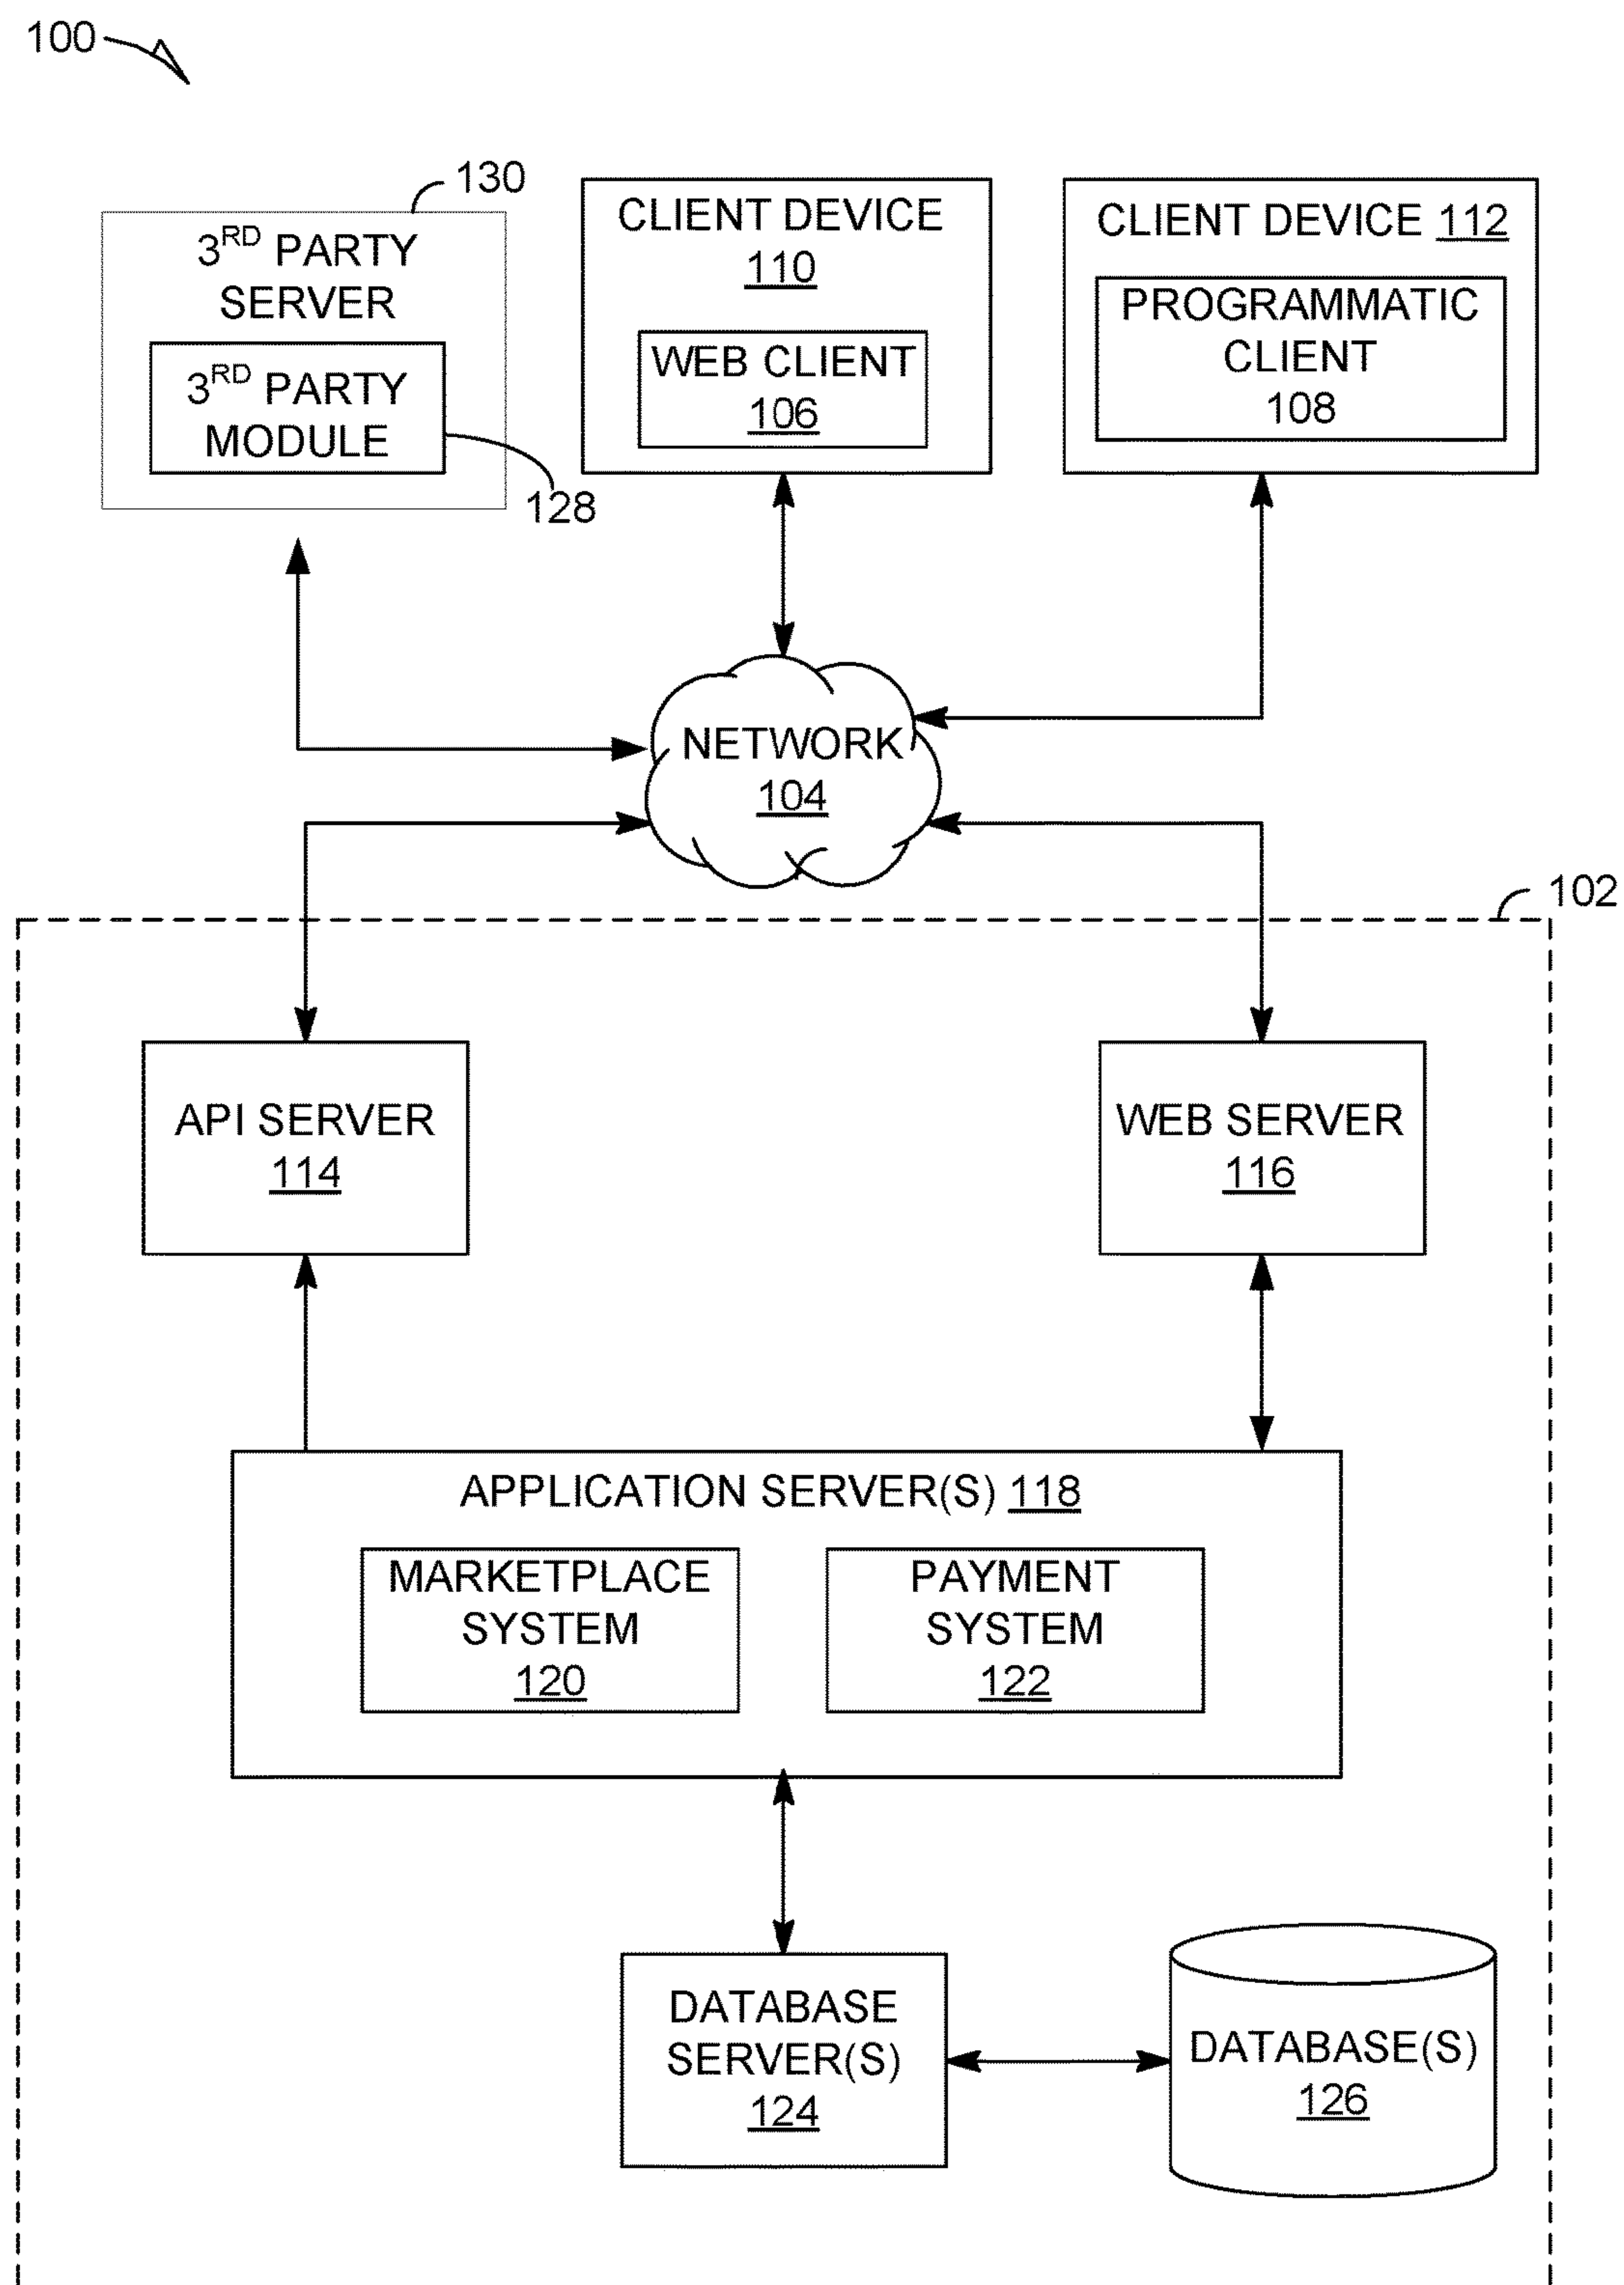 100
130
3RD PARTY
SERVER
3RD PARTY
MODULE
128
CLIENT DEVICE
110
WEB CLIENT
106
CLIENT DEVICE 112
PROGRAMMATIC
CLIENT
108
NETWORK
104
102
API SERVER
114
WEB SERVER
116
APPLICATION SERVER(S) 118
MARKETPLACE
SYSTEM
120
PAYMENT
SYSTEM
122
DATABASE
SERVER(S)
124
DATABASE(S)
126